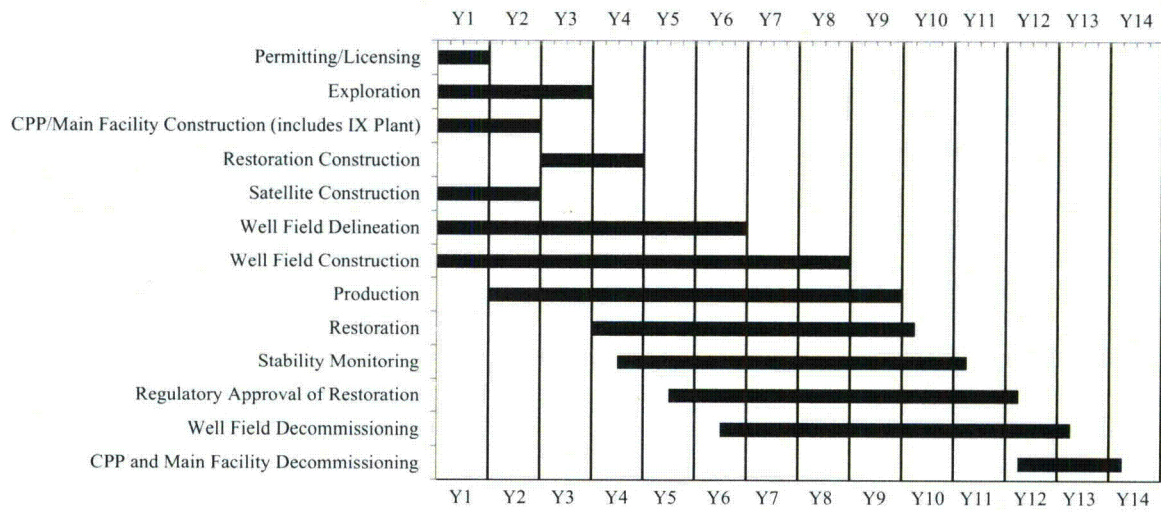 Y1 Y2 Y3 Y4 Y5 Y6 Y7 Y8 Y9 Y10 Y11 Y12 Y13 Y14
Permitting/Licensing
Exploration
CPP/Main Facility Construction (includes IX Plant)
Restoration Construction
Satellite Construction
Well Field Delineation
Well Field Construction
Production
Restoration
Stability Monitoring
Regulatory Approval of Restoration
Well Field Decommissioning
CPP and Main Facility Decommissioning
Y1 Y2 Y3 Y4 Y5 Y6 Y7 Y8 Y9 Y10 Y11 Y12 Y13 Y14